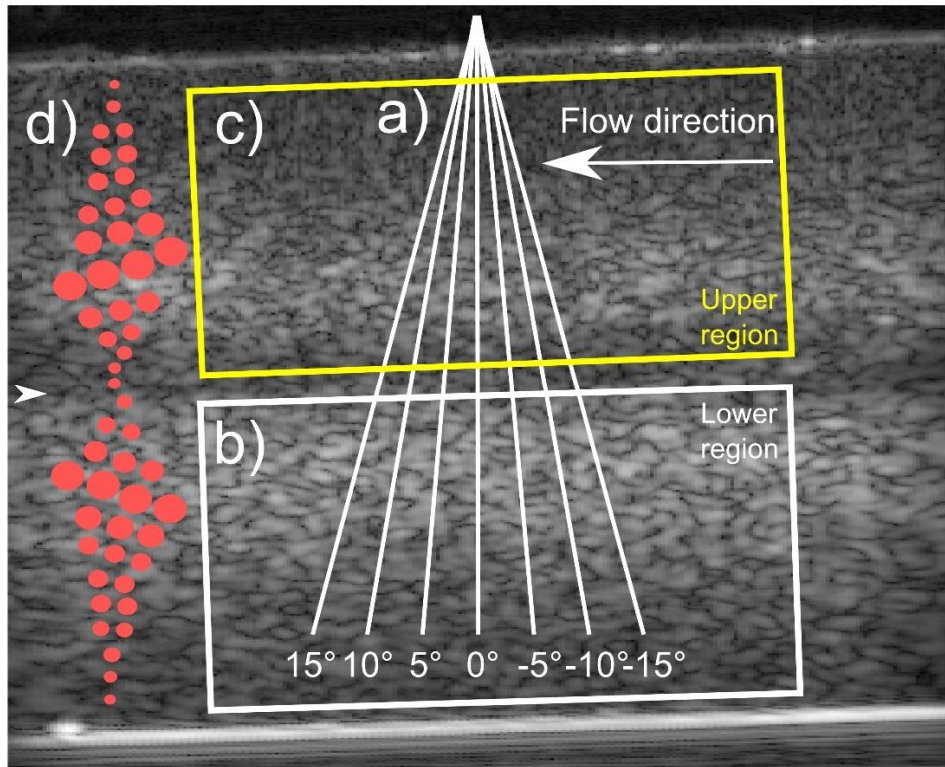 d)
c)
a)
Flow direction
Upper
region
b)
Lower
region
15° 10° 5° 0° -5° -10° -15°